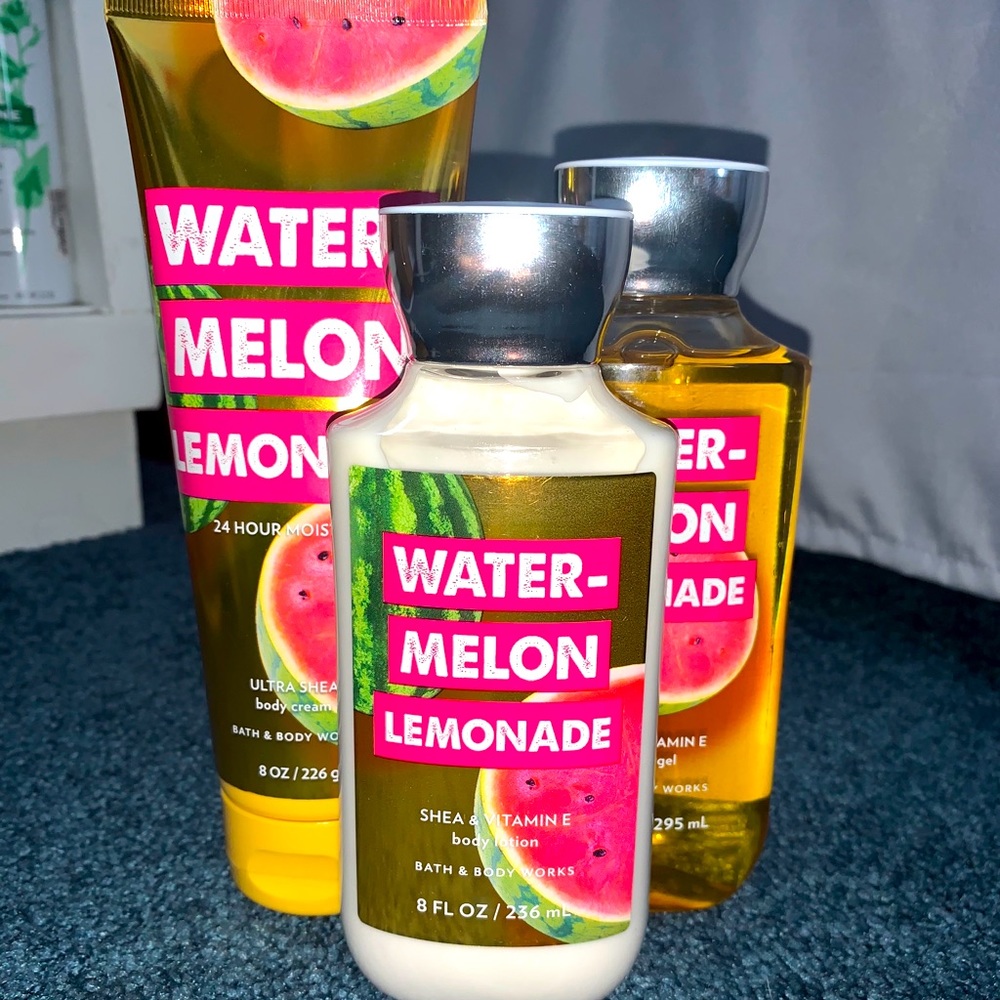 WATER-
MELON
LEMON
24 HOUR MOIST
ULTRA SHEA
body cream
BATH & BODY WO
8 OZ / 226 g
WATER-
MELON
LEMONADE
SHEA & VITAMIN E
body lotion
BATH & BODY WORKS
8 FL OZ / 236 mL
ER-
ON
ADE
AMIN E
gel
WORKS
295 mL